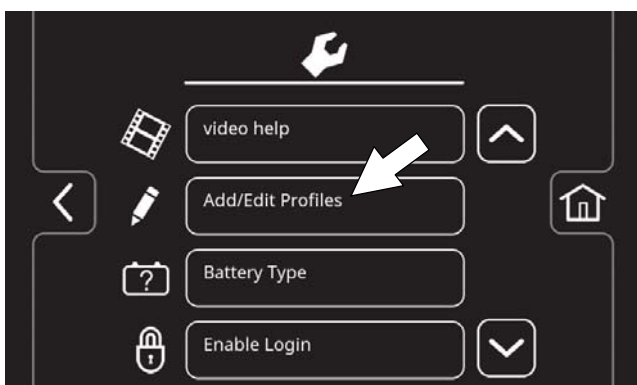 video help
Add/Edit Profiles
?
Battery Type
Enable Login